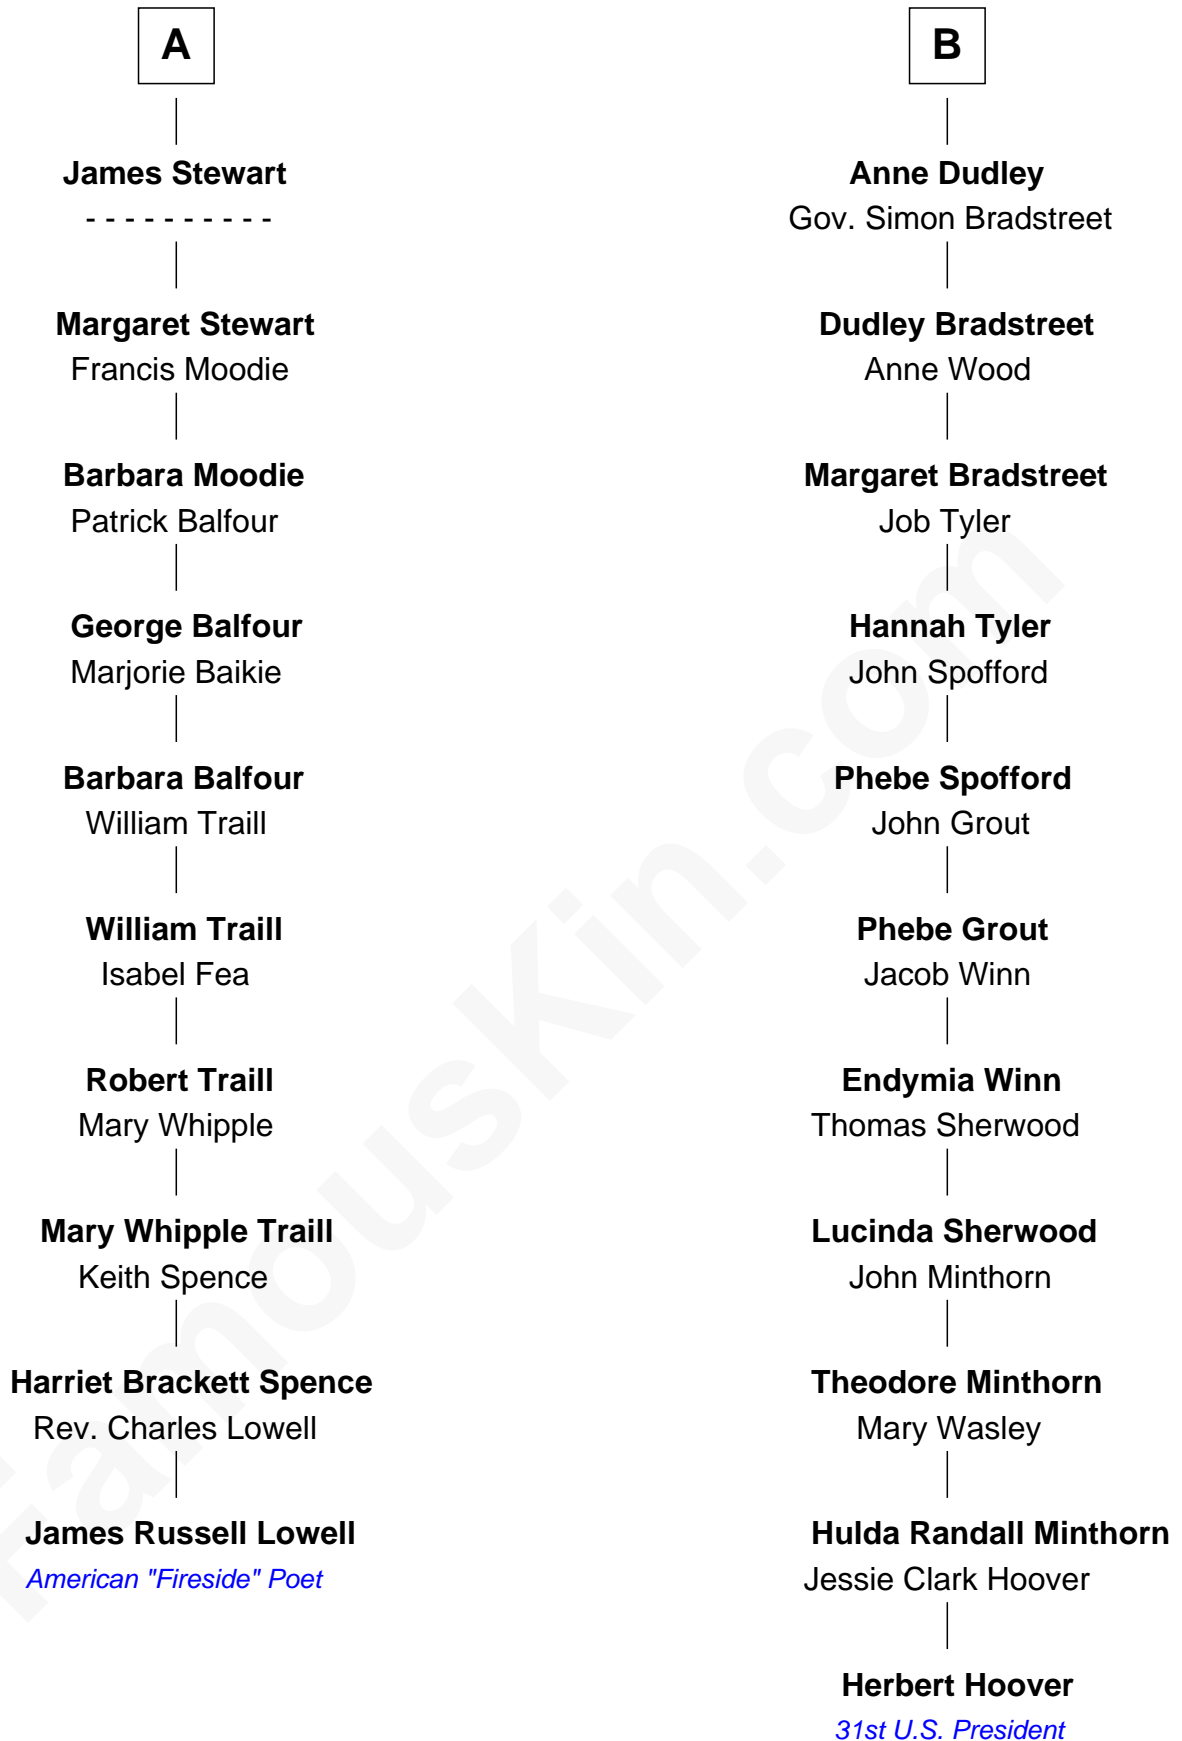 A
James Stewart
- - - - - - - - - -
Margaret Stewart
Francis Moodie
Barbara Moodie
Patrick Balfour
George Balfour
Marjorie Baikie
Barbara Balfour
William Traill
William Traill
Isabel Fea
Robert Traill
Mary Whipple
Mary Whipple Traill
Keith Spence
Harriet Brackett Spence
Rev. Charles Lowell
James Russell Lowell
American "Fireside" Poet
B
Anne Dudley
Gov. Simon Bradstreet
Dudley Bradstreet
Anne Wood
Margaret Bradstreet
Job Tyler
Hannah Tyler
John Spofford
Phebe Spofford
John Grout
Phebe Grout
Jacob Winn
Endymia Winn
Thomas Sherwood
Lucinda Sherwood
John Minthorn
Theodore Minthorn
Mary Wasley
Hulda Randall Minthorn
Jessie Clark Hoover
Herbert Hoover
31st U.S. President
FamousKin.com